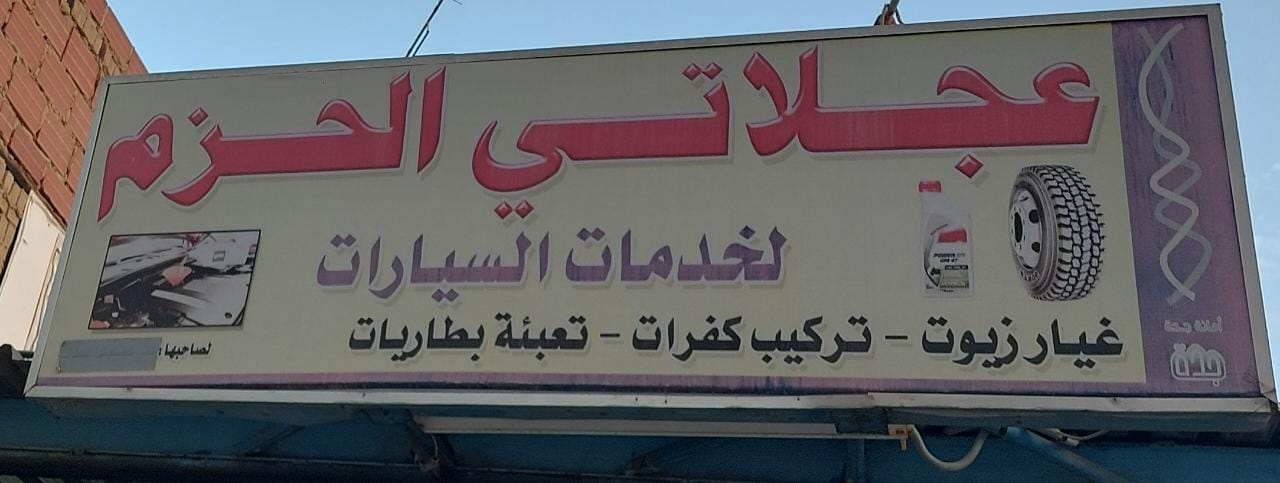 عجلاتي الحزم
لخدمات السيارات
غيار زيوت - تركيب كفرات - تعبئة بطاريات
لصاحبها :
أمانة جدة
جدة